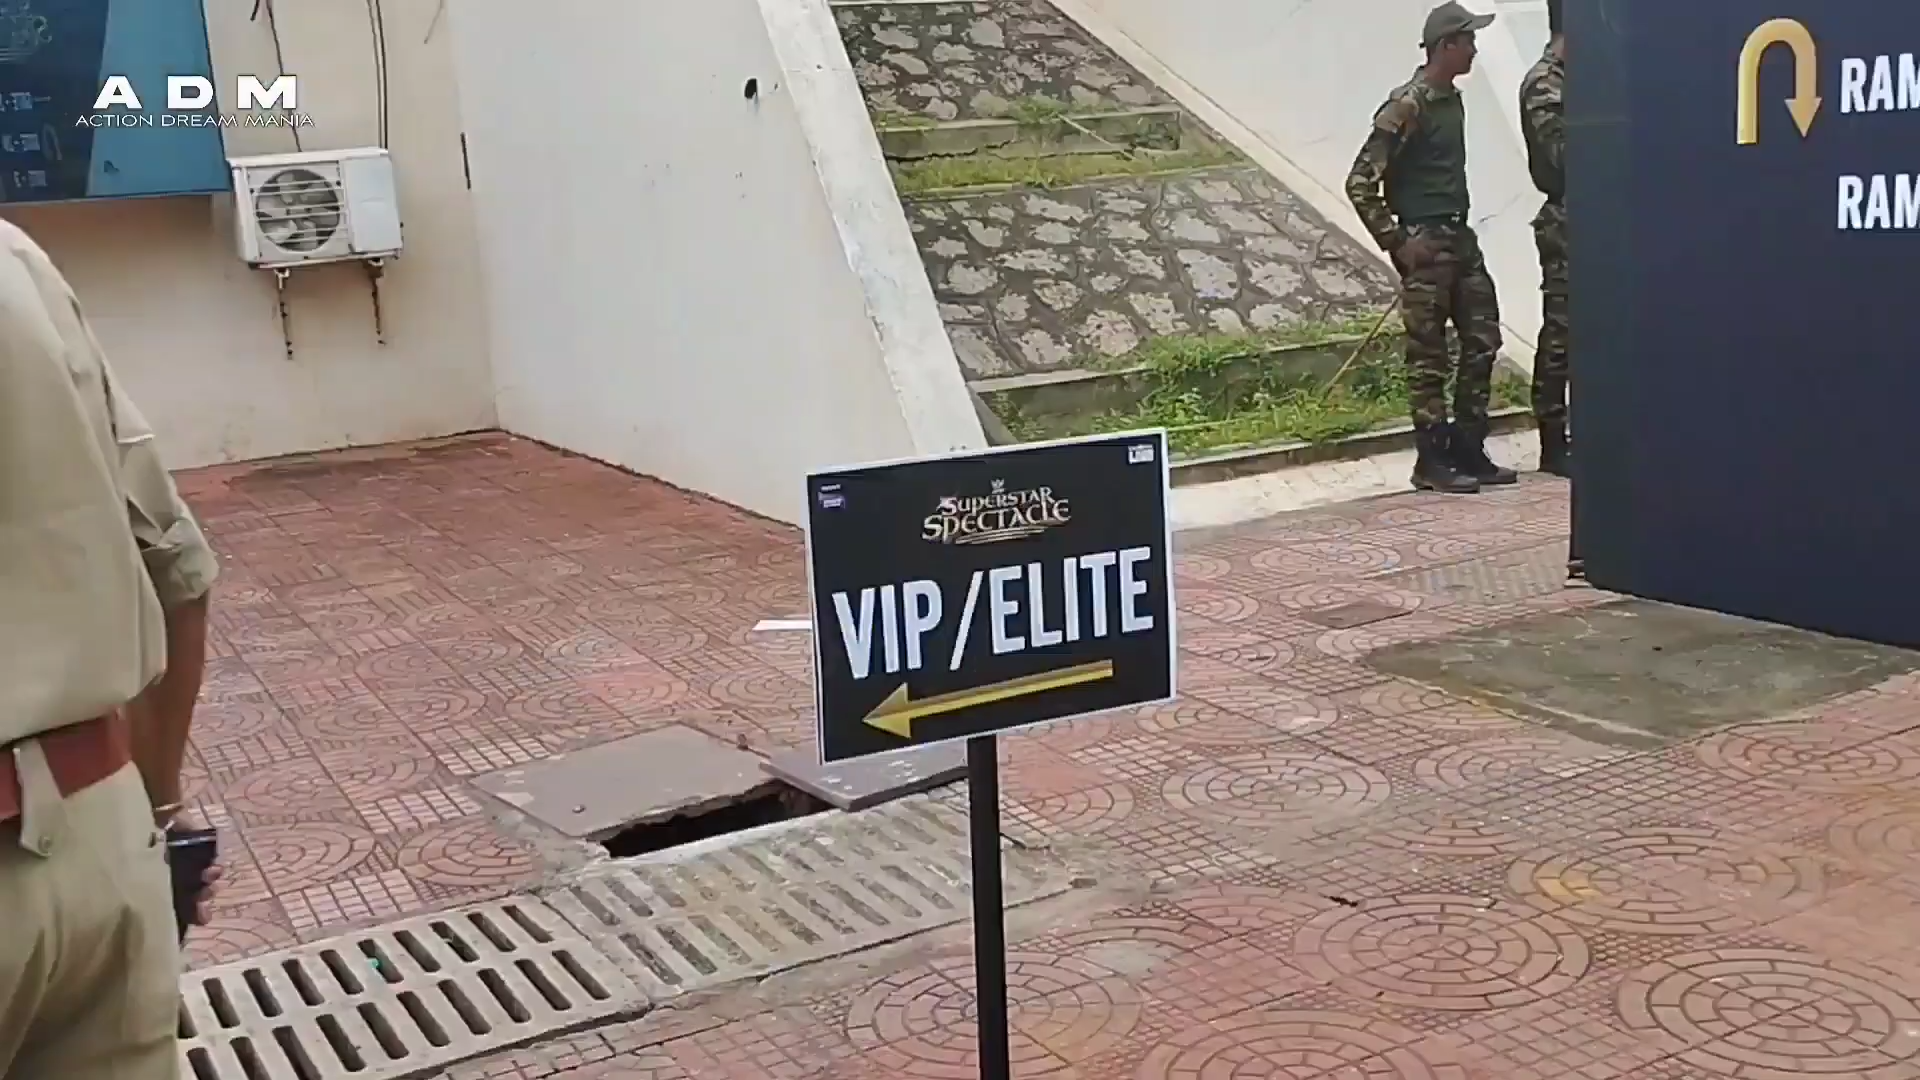 ADM
ACTION DREAM MANIA
RAM
RAM
SUPERSTAR
SPECTACLE
VIP/ELITE